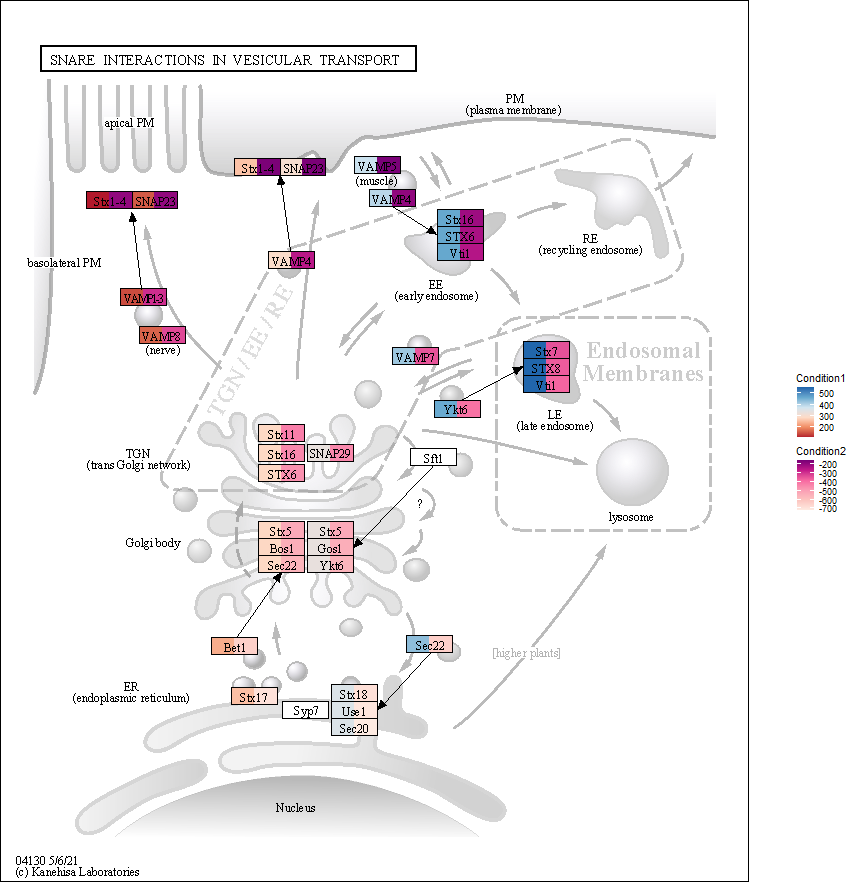 SNARE INTERACTIONS IN VESICULAR TRANSPORT
PM
(plasma membrane)
apical PM
Stx1-4 SNAP23
VAMP5
(muscle)
VAMP4
Stx1-4 SNAP23
Stx16
STX6
Vti1
RE
(recycling endosome)
basolateral PM
VAMP4
EE
(early endosome)
VAMP1-3
VAMP8
(nerve)
TGN / EE / RE
VAMP7
Stx7
STX8
Vti1
Endosomal
Membranes
Ykt6
LE
(late endosome)
Stx11
Stx16 SNAP29
STX6
TGN
(trans Golgi network)
Sft1
lysosome
?
Golgi body
Stx5 Stx5
Bos1 Gos1
Sec22 Ykt6
Bet1
Sec22
[higher plants]
ER
(endoplasmic reticulum)
Stx17
Syp7
Stx18
Use1
Sec20
Nucleus
04130 5/6/21
(c) Kanehisa Laboratories
Condition1
500
400
300
200
Condition2
-200
-300
-400
-500
-600
-700